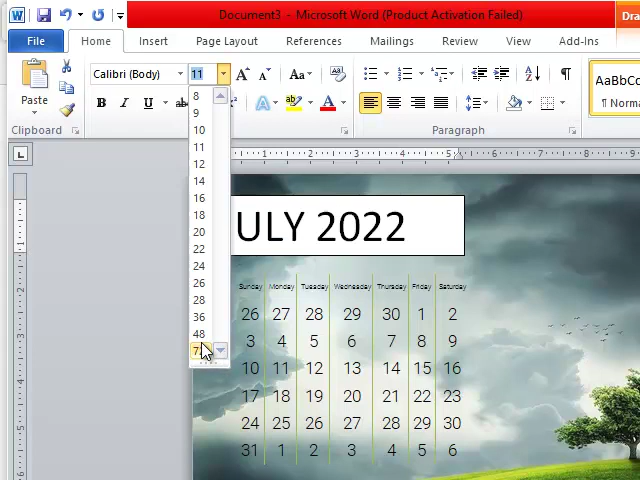 Document3 - Microsoft Word (Product Activation Failed)
File Home Insert Page Layout References Mailings Review View Add-Ins
Paste
Calibri (Body) 11
B I U
Clipboard
Paragraph
AaBbCc
¶ Normal
8
9
10
11
12
14
16
18
20
22
24
26
28
36
48
ULY 2022
Sunday Monday Tuesday Wednesday Thursday Friday Saturday
26 27 28 29 30 1 2
3 4 5 6 7 8 9
10 11 12 13 14 15 16
17 18 19 20 21 22 23
24 25 26 27 28 29 30
31 1 2 3 4 5 6